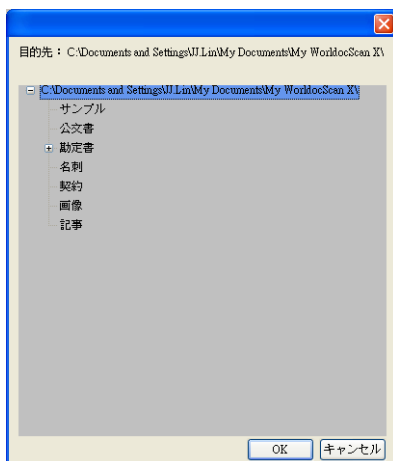 目的先： C:\Documents and Settings\JJ.Lin\My Documents\My WorldocScan X\
C:\Documents and Settings\JJ.Lin\My Documents\My WorldocScan X\
サンプル
公文書
勘定書
名刺
契約
画像
記事
OK キャンセル